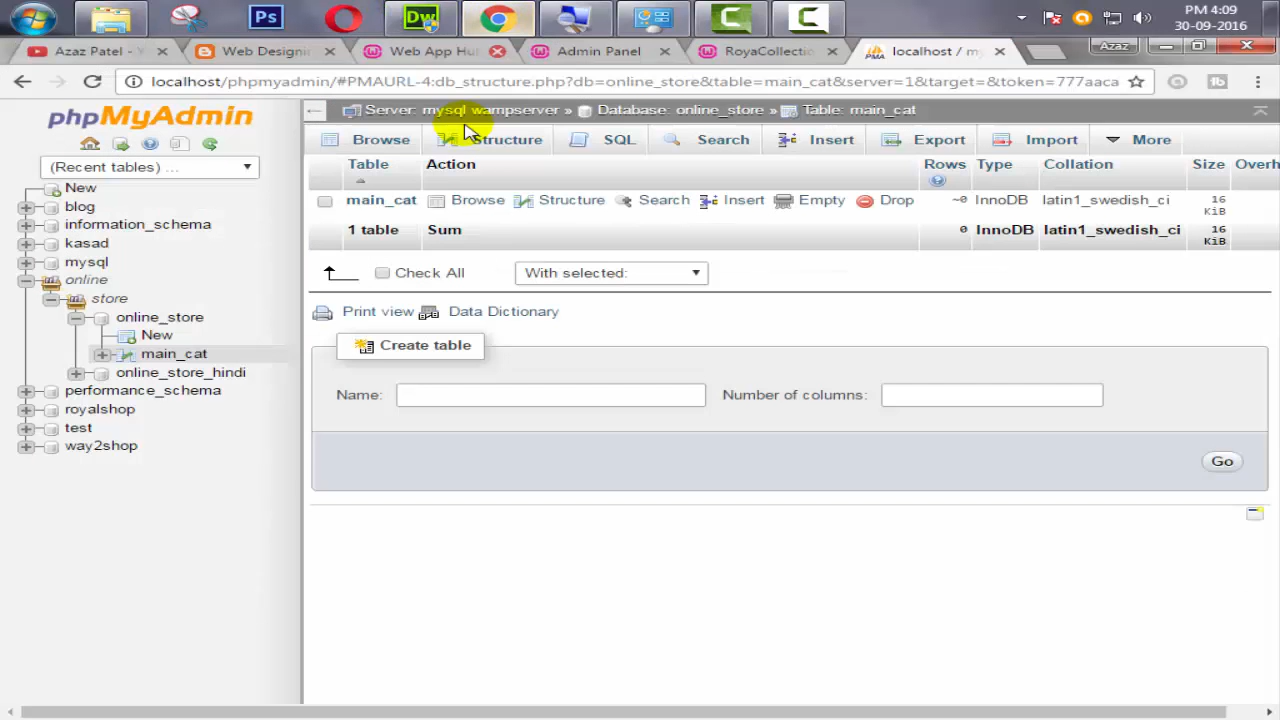 Ps
Dw
PM 4:09
30-09-2016
Azaz Patel - Y
Web Designi
Web App Hu
Admin Panel
RoyaCollecti
localhost / m
Azaz
localhost/phpmyadmin/#PMAURL-4:db_structure.php?db=online_store&table=main_cat&server=1&target=&token=777aaca
phpMyAdmin
(Recent tables) ...
New
blog
information_schema
kasad
mysql
online
store
online_store
New
main_cat
online_store_hindi
performance_schema
royalshop
test
way2shop
Server: mysql wampserver » Database: online_store » Table: main_cat
Browse Structure SQL Search Insert Export Import More
Table Action Rows Type Collation Size Overh
main_cat Browse Structure Search Insert Empty Drop ~0 InnoDB latin1_swedish_ci 16 KiB
1 table Sum 0 InnoDB latin1_swedish_ci 16 KiB
Check All With selected:
Print view Data Dictionary
Create table
Name: Number of columns:
Go